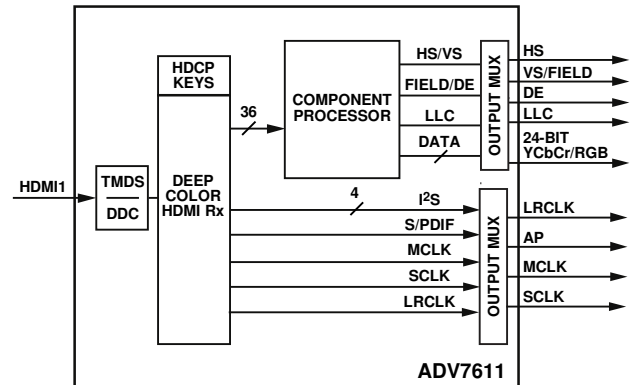 HDMI1
TMDS
DDC
HDCP
KEYS
DEEP
COLOR
HDMI Rx
36
COMPONENT
PROCESSOR
HS/VS
FIELD/DE
LLC
DATA
OUTPUT MUX
HS
VS/FIELD
DE
LLC
24-BIT
YCbCr/RGB
4
I²S
S/PDIF
MCLK
SCLK
LRCLK
OUTPUT MUX
LRCLK
AP
MCLK
SCLK
ADV7611